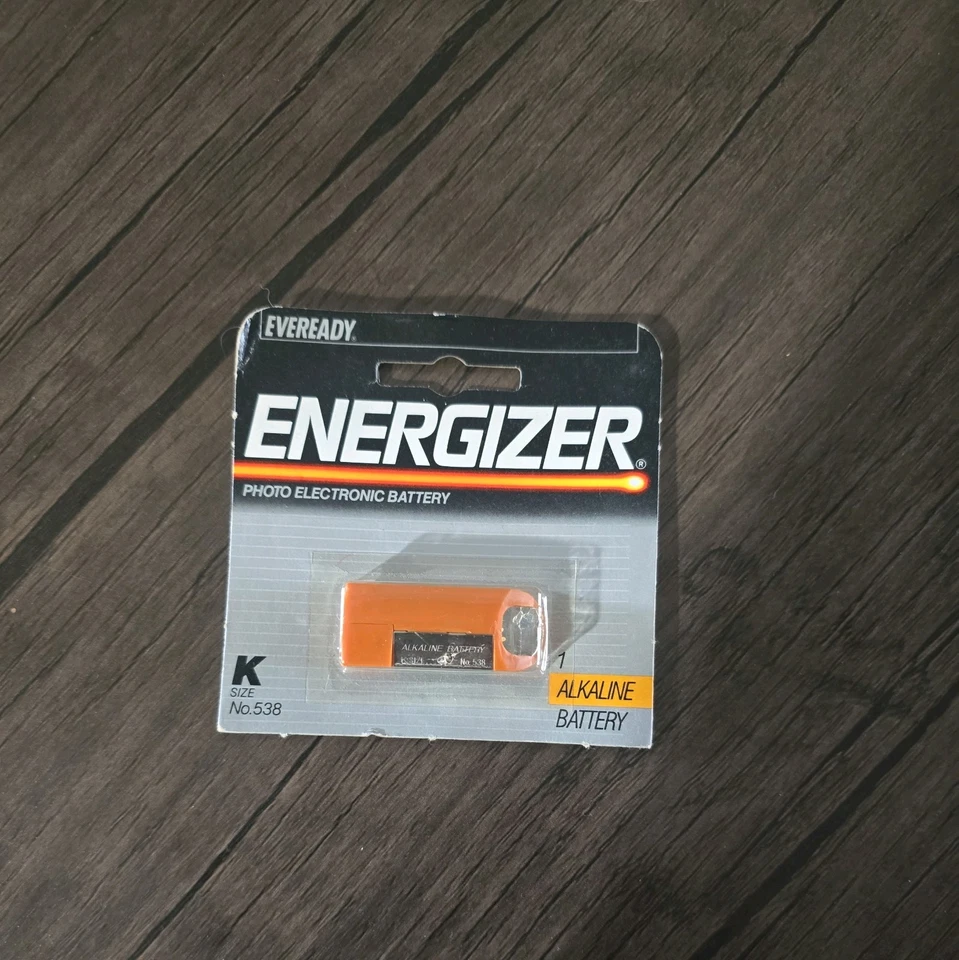 EVEREADY.
ENERGIZER®
PHOTO ELECTRONIC BATTERY
ALKALINE BATTERY
No. 538
K
SIZE
No.538
1
ALKALINE
BATTERY